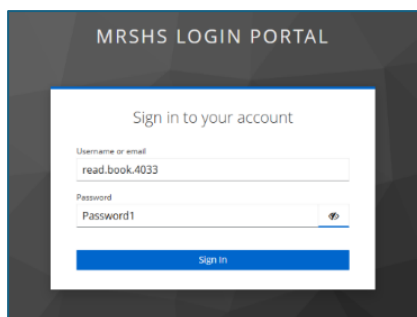 MRSHS LOGIN PORTAL
Sign in to your account
Username or email
read.book.4033
Password
Password1
Sign In